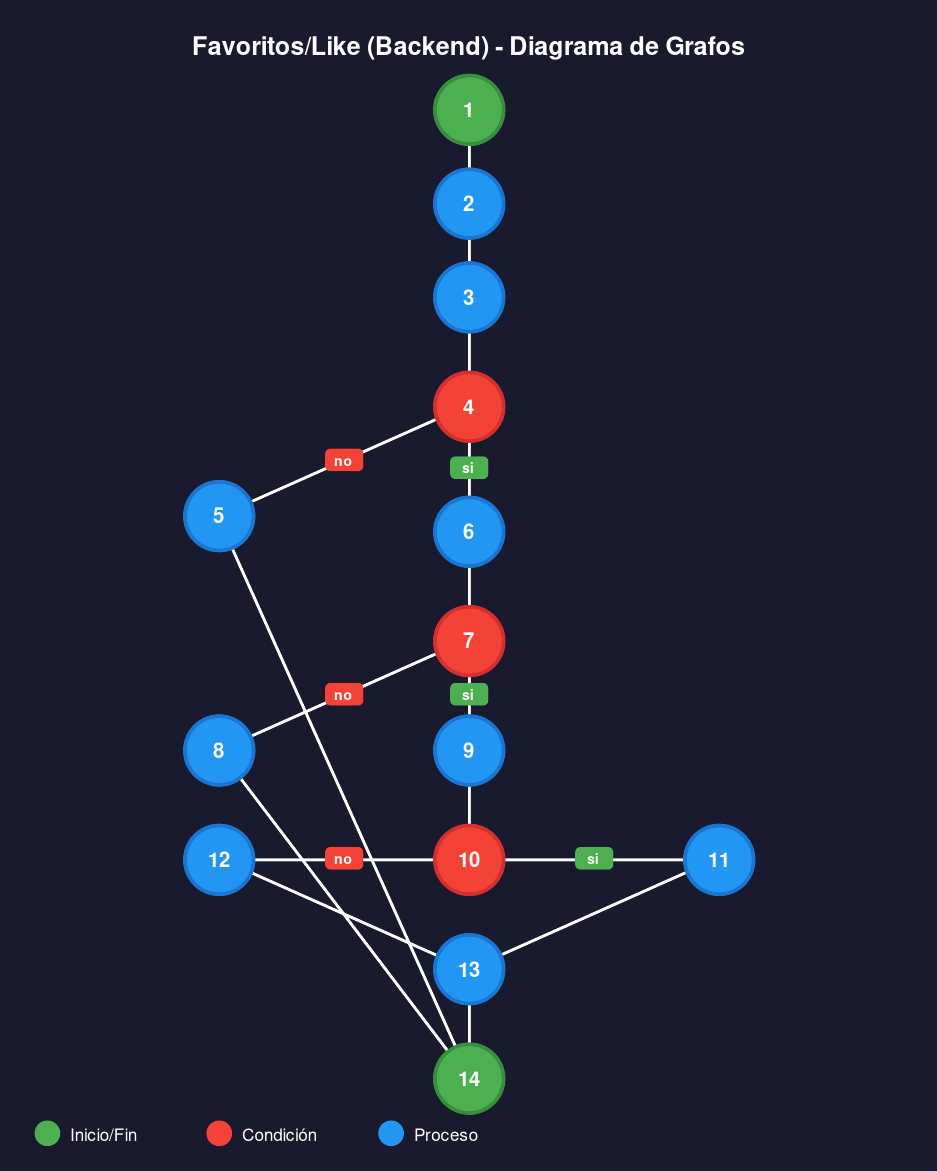 Favoritos/Like (Backend) - Diagrama de Grafos
1
2
3
4
no
si
5
6
7
no
si
8
9
12
no
10
si
11
13
14
Inicio/Fin
Condición
Proceso